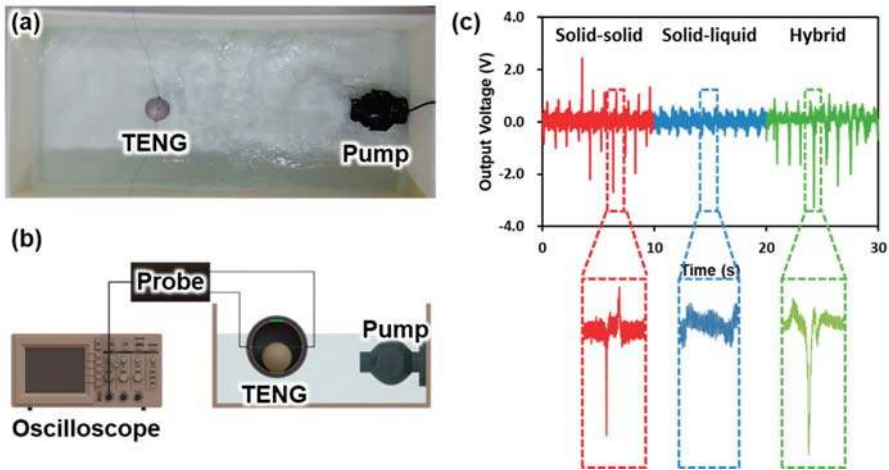 (a)
TENG
Pump
(b)
Probe
Pump
TENG
Oscilloscope
(c)
Solid-solid Solid-liquid Hybrid
Output Voltage (V)
4.0
2.0
0.0
-2.0
-4.0
0 10 20 30
Time (s)